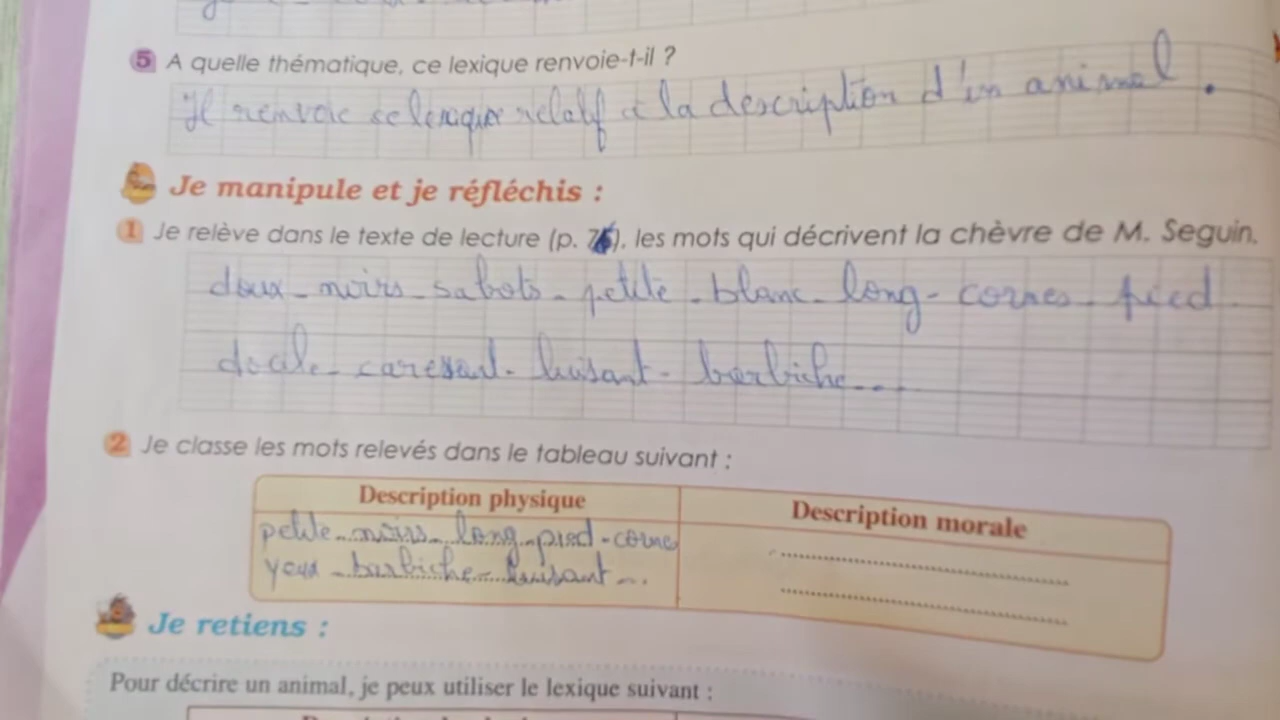 5 A quelle thématique, ce lexique renvoie-t-il ?
Il renvoie ce lexique relatif à la description d'un animal.
Je manipule et je réfléchis :
1 Je relève dans le texte de lecture (p. 76), les mots qui décrivent la chèvre de M. Seguin.
doux - noirs - sabots - petite - blanc - long - cornes - pied
docile - caressant - luisant - barbiche...
2 Je classe les mots relevés dans le tableau suivant :
Description physique
Description morale
petite - noirs - long - pied - corne
yeux - barbiche - luisant...
Je retiens :
Pour décrire un animal, je peux utiliser le lexique suivant :